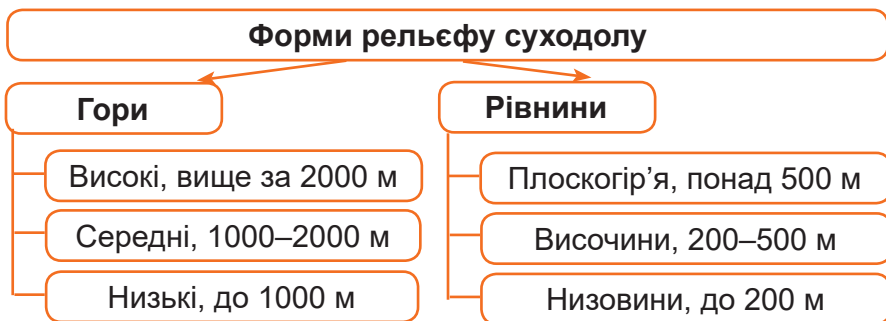 Форми рельєфу суходолу
Гори
Високі, вище за 2000 м
Середні, 1000–2000 м
Низькі, до 1000 м
Рівнини
Плоскогір’я, понад 500 м
Височини, 200–500 м
Низовини, до 200 м